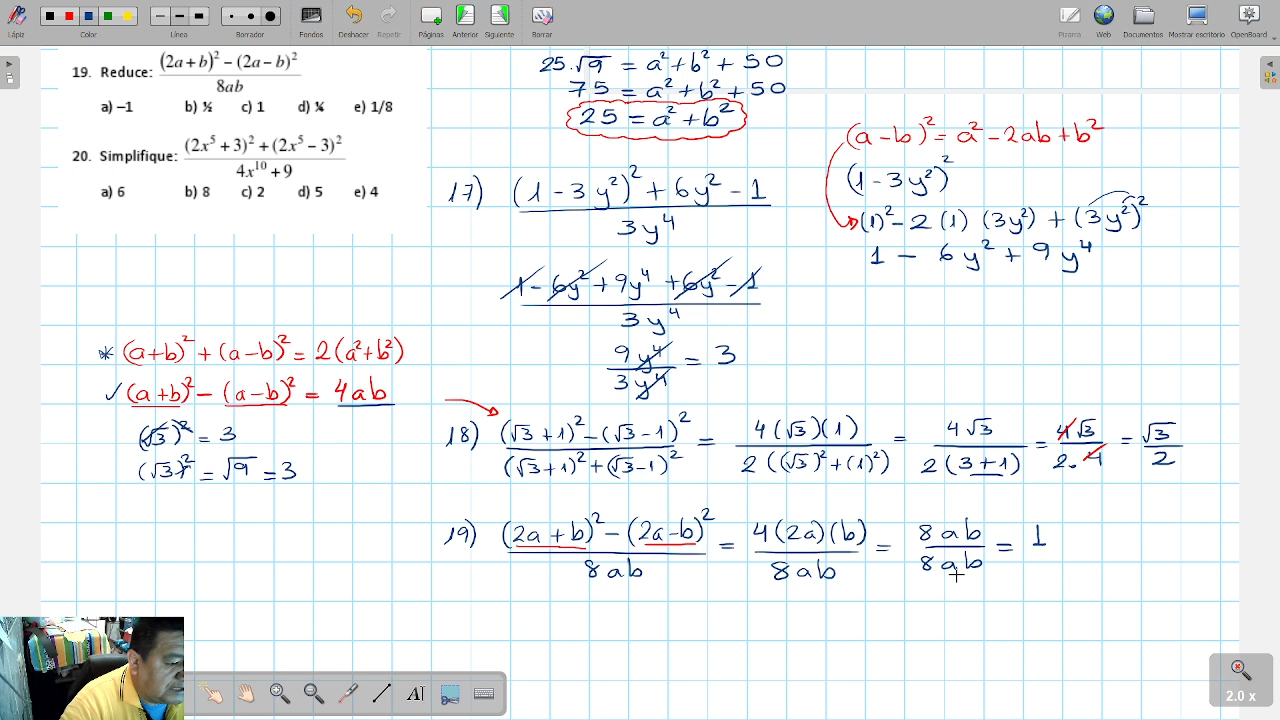 Lápiz Color Borrador Fondos Deshacer Repetir Páginas Anterior Siguiente Borrar Pizarra Web Documentos Mostrar escritorio OpenBoard
19. Reduce: ((2a + b)² − (2a − b)²) / 8ab
a) −1 b) ½ c) 1 d) ¼ e) 1/8
20. Simplifique: ((2x⁵ + 3)² + (2x⁵ − 3)²) / (4x¹⁰ + 9)
a) 6 b) 8 c) 2 d) 5 e) 4
* (a+b)² + (a−b)² = 2(a²+b²)
✓ (a+b)² − (a−b)² = 4ab
(√3)² = 3
(√3)² = √9 = 3
25.√9 = a² + b² + 50
75 = a² + b² + 50
25 = a² + b²
17) ((1 − 3y²)² + 6y² − 1) / 3y⁴
(1 − 6y² + 9y⁴ + 6y² − 1) / 3y⁴
9y⁴ / 3y⁴ = 3
(a − b)² = a² − 2ab + b²
(1 − 3y²)²
(1)² − 2 (1) (3y²) + (3y²)²
1 − 6y² + 9y⁴
18) ((√3 + 1)² − (√3 − 1)²) / ((√3 + 1)² + (√3 − 1)²) = 4(√3)(1) / 2((√3)² + (1)²) = 4√3 / 2(3 + 1) = 4√3 / 2.4 = √3 / 2
19) ((2a + b)² − (2a − b)²) / 8ab = 4(2a)(b) / 8ab = 8ab / 8ab = 1
2.0 x